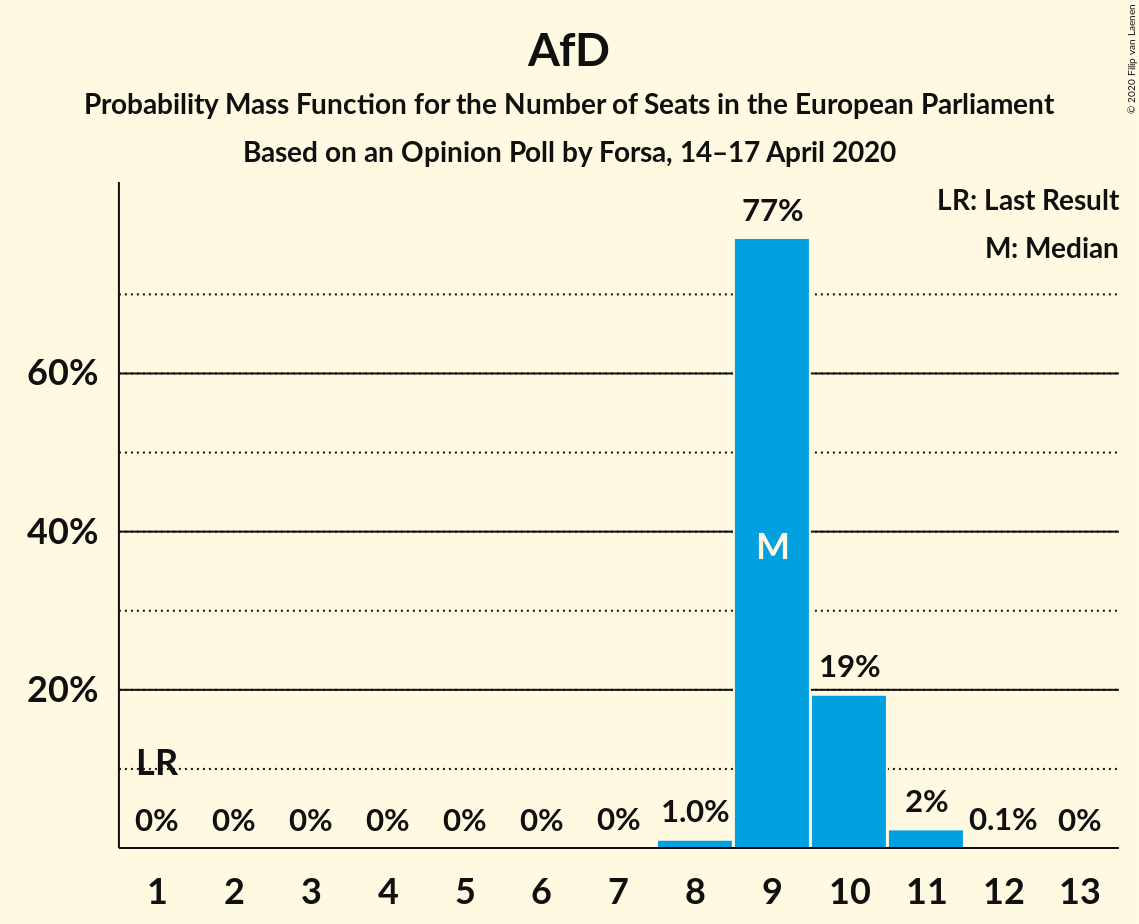 AfD
Probability Mass Function for the Number of Seats in the European Parliament
Based on an Opinion Poll by Forsa, 14–17 April 2020
© 2020 Filip van Laenen
LR: Last Result
M: Median
77%
60%
40%
M
20%
19%
LR
0% 0% 0% 0% 0% 0% 0% 1.0% 2% 0.1% 0%
1 2 3 4 5 6 7 8 9 10 11 12 13